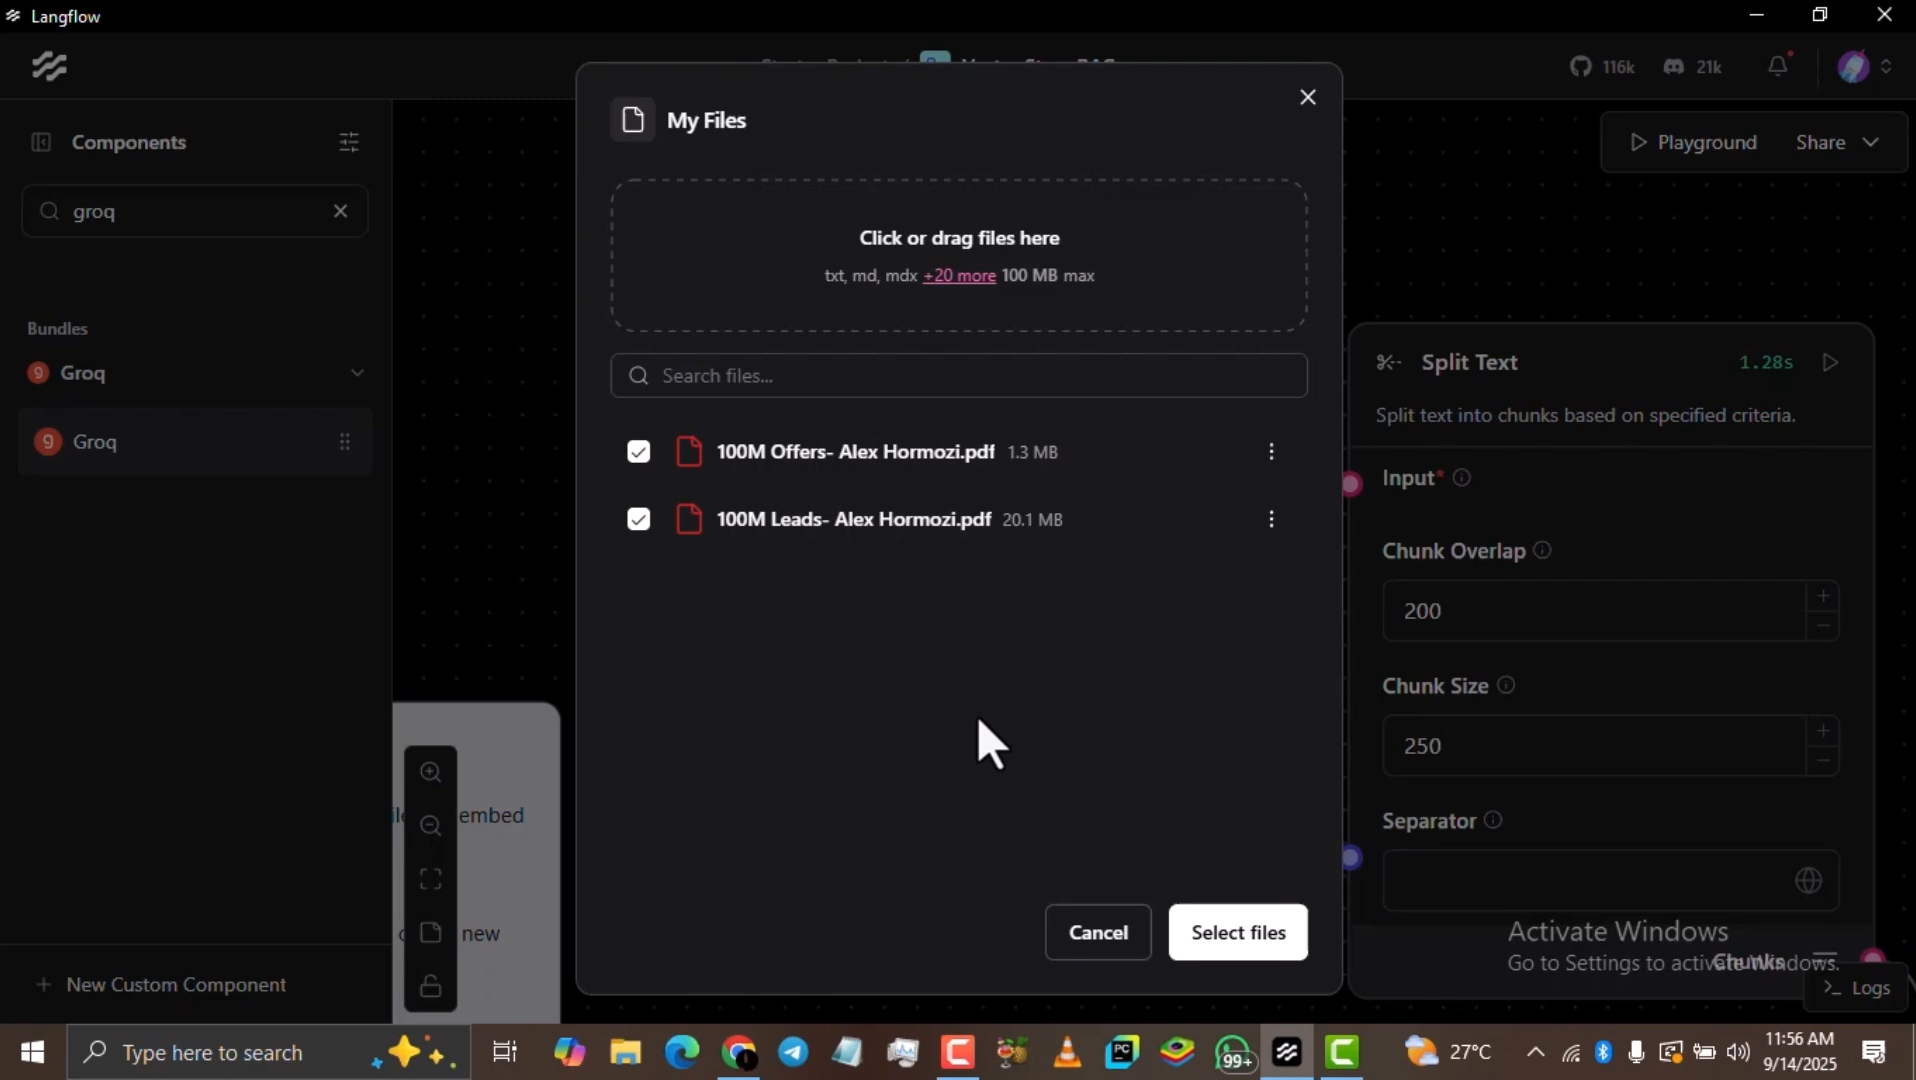 Langflow
116k
21k
Components
Playground
Share
groq
Bundles
Groq
Groq
New Custom Component
embed
new
My Files
Click or drag files here
txt, md, mdx +20 more 100 MB max
Search files...
100M Offers- Alex Hormozi.pdf 1.3 MB
100M Leads- Alex Hormozi.pdf 20.1 MB
Cancel
Select files
Split Text
1.28s
Split text into chunks based on specified criteria.
Input*
Chunk Overlap
200
Chunk Size
250
Separator
Activate Windows
Go to Settings to activate Windows.
Chunks
Logs
Type here to search
99+
27°C
11:56 AM
9/14/2025